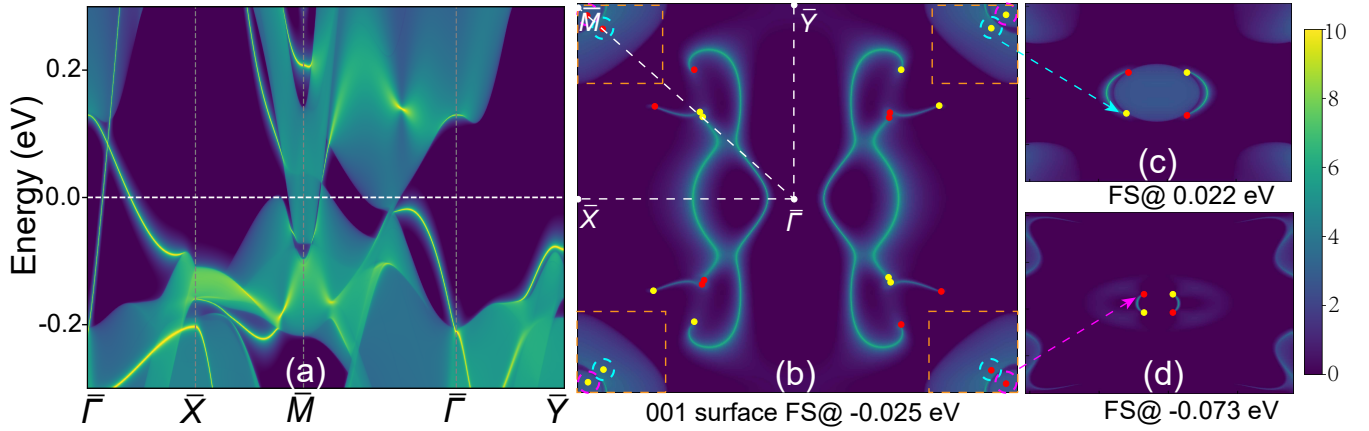 Energy (eV)
0.2
0.0
-0.2
(a)
Γ̅
X̅
M̅
Γ̅
Y̅
M̅
Y̅
X̅
Γ̅
(b)
001 surface FS@ -0.025 eV
(c)
FS@ 0.022 eV
(d)
FS@ -0.073 eV
10
8
6
4
2
0